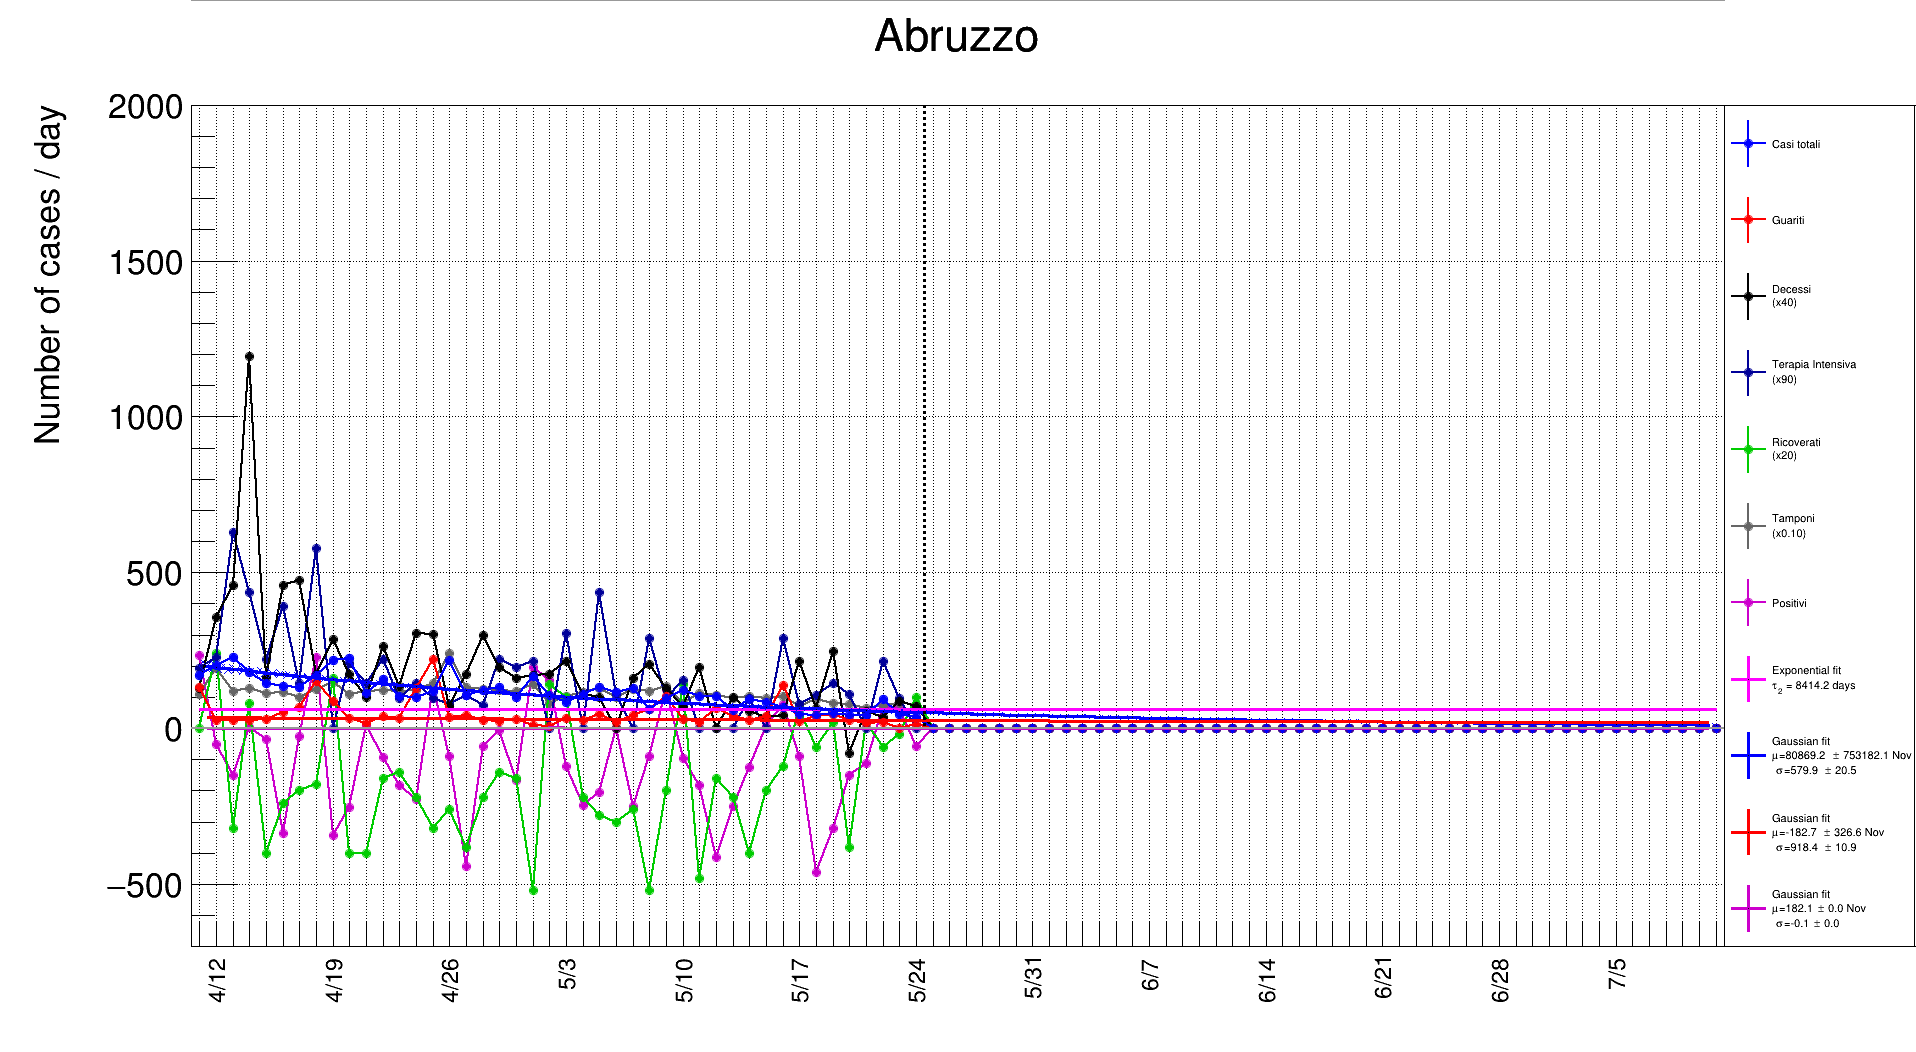 Abruzzo
Number of cases / day
2000
1500
1000
500
0
−500
4/12
4/19
4/26
5/3
5/10
5/17
5/24
5/31
6/7
6/14
6/21
6/28
7/5
Casi totali
Guariti
Decessi
(x40)
Terapia Intensiva
(x90)
Ricoverati
(x20)
Tamponi
(x0.10)
Positivi
Exponential fit
τ2 = 8414.2 days
Gaussian fit
μ=80869.2 ± 753182.1 Nov
σ=579.9 ± 20.5
Gaussian fit
μ=-182.7 ± 326.6 Nov
σ=918.4 ± 10.9
Gaussian fit
μ=182.1 ± 0.0 Nov
σ=-0.1 ± 0.0